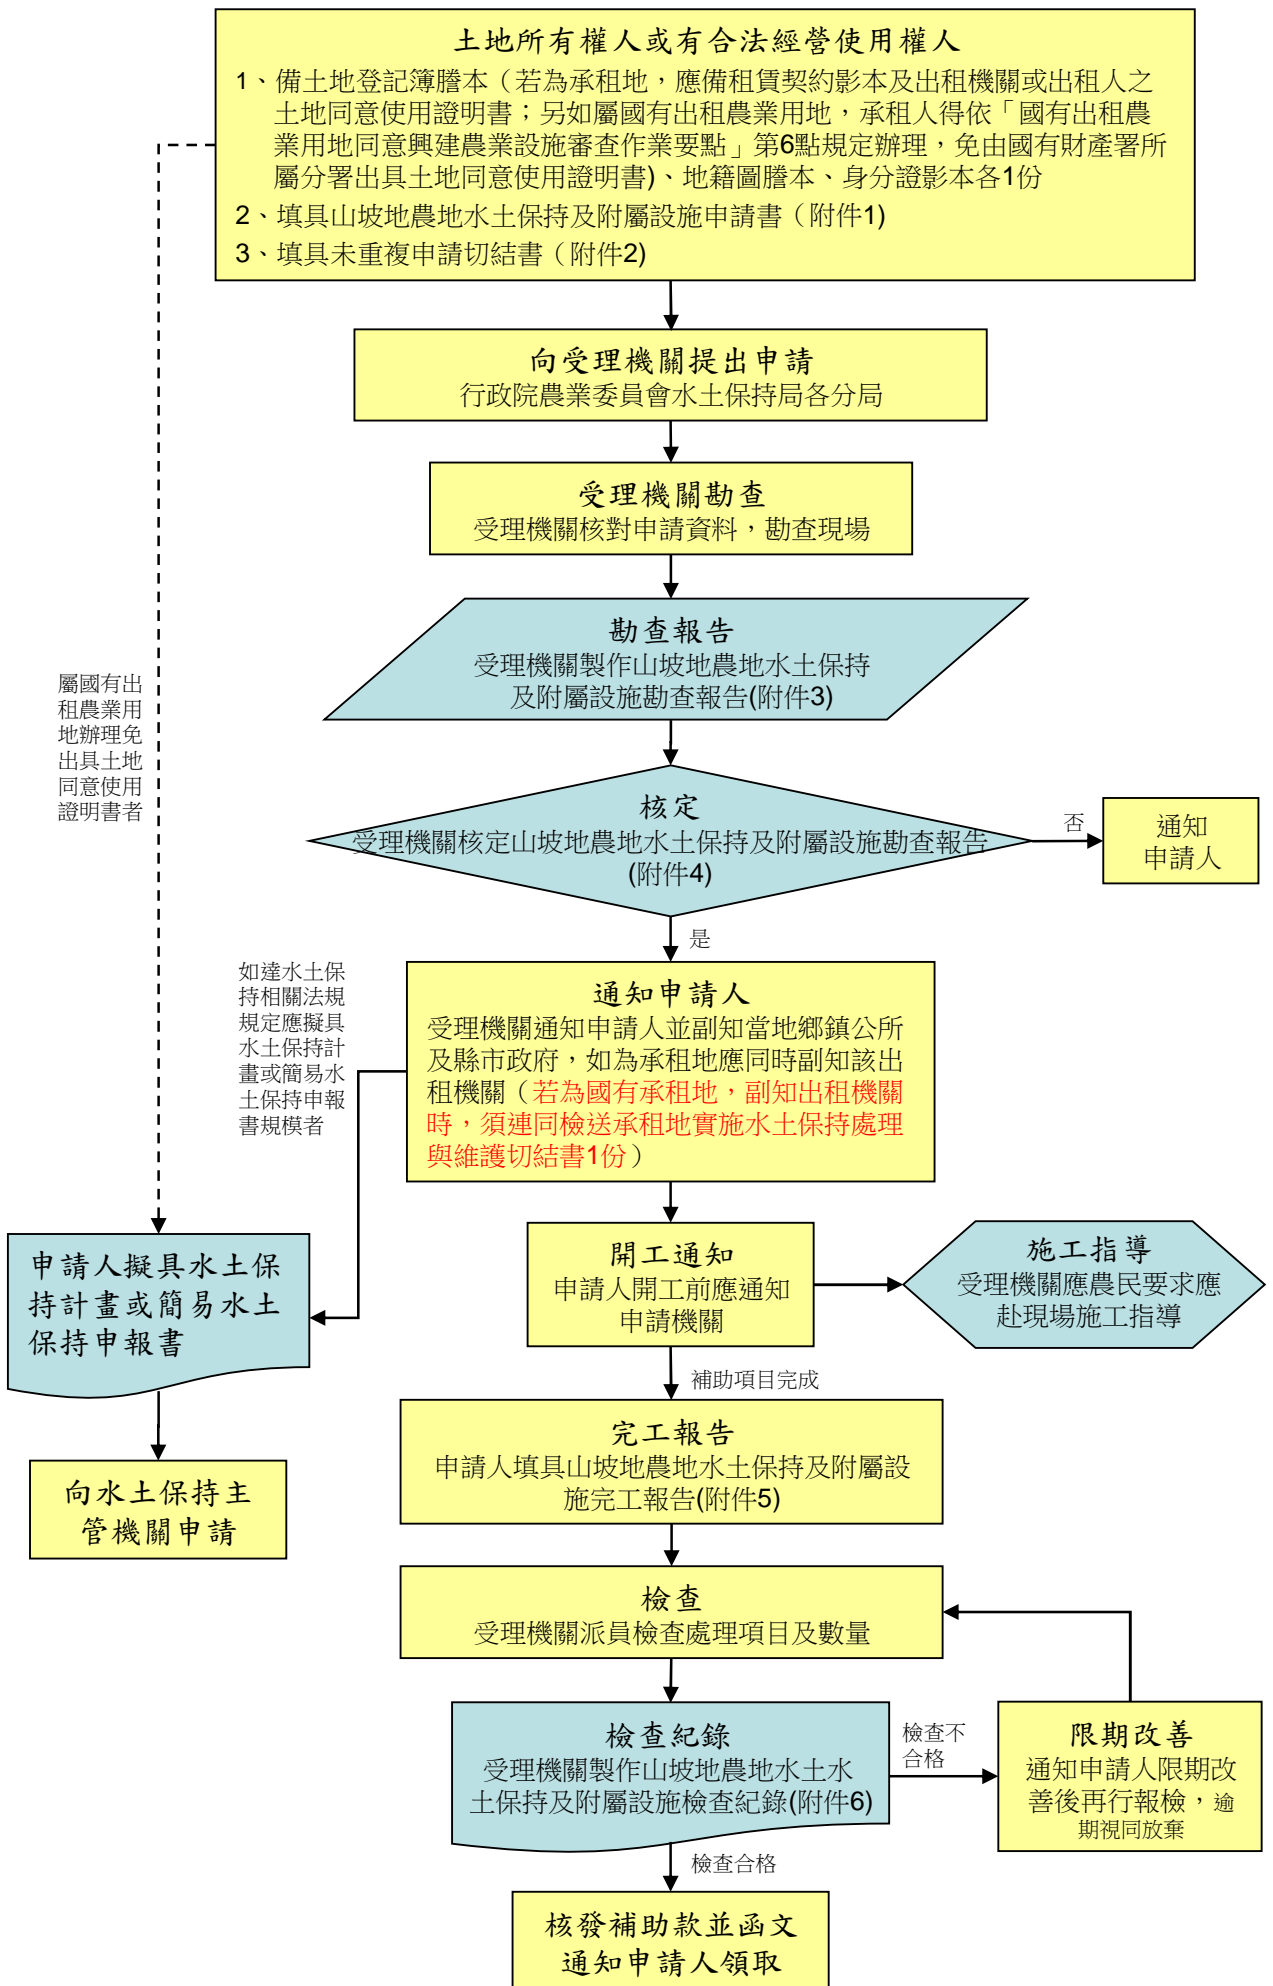 土地所有權人或有合法經營使用權人
1、備土地登記簿謄本（若為承租地，應備租賃契約影本及出租機關或出租人之
土地同意使用證明書；另如屬國有出租農業用地，承租人得依「國有出租農
業用地同意興建農業設施審查作業要點」第6點規定辦理，免由國有財產署所
屬分署出具土地同意使用證明書)、地籍圖謄本、身分證影本各1份
2、填具山坡地農地水土保持及附屬設施申請書（附件1)
3、填具未重複申請切結書（附件2)
向受理機關提出申請
行政院農業委員會水土保持局各分局
受理機關勘查
受理機關核對申請資料，勘查現場
勘查報告
受理機關製作山坡地農地水土保持
及附屬設施勘查報告(附件3)
屬國有出
租農業用
地辦理免
出具土地
同意使用
證明書者
核定
受理機關核定山坡地農地水土保持及附屬設施勘查報告
(附件4)
否
通知
申請人
是
如達水土保
持相關法規
規定應擬具
水土保持計
畫或簡易水
土保持申報
書規模者
通知申請人
受理機關通知申請人並副知當地鄉鎮公所
及縣市政府，如為承租地應同時副知該出
租機關（若為國有承租地，副知出租機關
時，須連同檢送承租地實施水土保持處理
與維護切結書1份）
申請人擬具水土保
持計畫或簡易水土
保持申報書
開工通知
申請人開工前應通知
申請機關
施工指導
受理機關應農民要求應
赴現場施工指導
補助項目完成
向水土保持主
管機關申請
完工報告
申請人填具山坡地農地水土保持及附屬設
施完工報告(附件5)
檢查
受理機關派員檢查處理項目及數量
檢查紀錄
受理機關製作山坡地農地水土水
土保持及附屬設施檢查紀錄(附件6)
檢查不
合格
限期改善
通知申請人限期改
善後再行報檢，逾
期視同放棄
檢查合格
核發補助款並函文
通知申請人領取